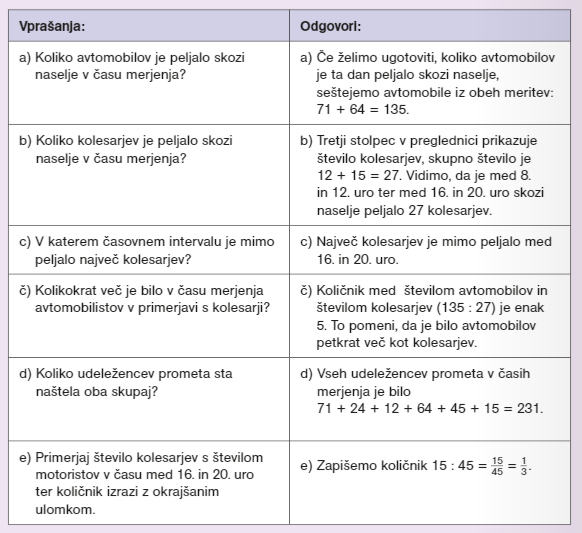 Vprašanja:
Odgovori:
a) Koliko avtomobilov je peljalo skozi
naselje v času merjenja?
a) Če želimo ugotoviti, koliko avtomobilov
je ta dan peljalo skozi naselje,
seštejemo avtomobile iz obeh meritev:
71 + 64 = 135.
b) Koliko kolesarjev je peljalo skozi
naselje v času merjenja?
b) Tretji stolpec v preglednici prikazuje
število kolesarjev, skupno število je
12 + 15 = 27. Vidimo, da je med 8.
in 12. uro ter med 16. in 20. uro skozi
naselje peljalo 27 kolesarjev.
c) V katerem časovnem intervalu je mimo
peljalo največ kolesarjev?
c) Največ kolesarjev je mimo peljalo med
16. in 20. uro.
č) Kolikokrat več je bilo v času merjenja
avtomobilistov v primerjavi s kolesarji?
č) Količnik med številom avtomobilov in
številom kolesarjev (135 : 27) je enak
5. To pomeni, da je bilo avtomobilov
petkrat več kot kolesarjev.
d) Koliko udeležencev prometa sta
naštela oba skupaj?
d) Vseh udeležencev prometa v časih
merjenja je bilo
71 + 24 + 12 + 64 + 45 + 15 = 231.
e) Primerjaj število kolesarjev s številom
motoristov v času med 16. in 20. uro
ter količnik izrazi z okrajšanim
ulomkom.
e) Zapišemo količnik 15 : 45 = 15/45 = 1/3.